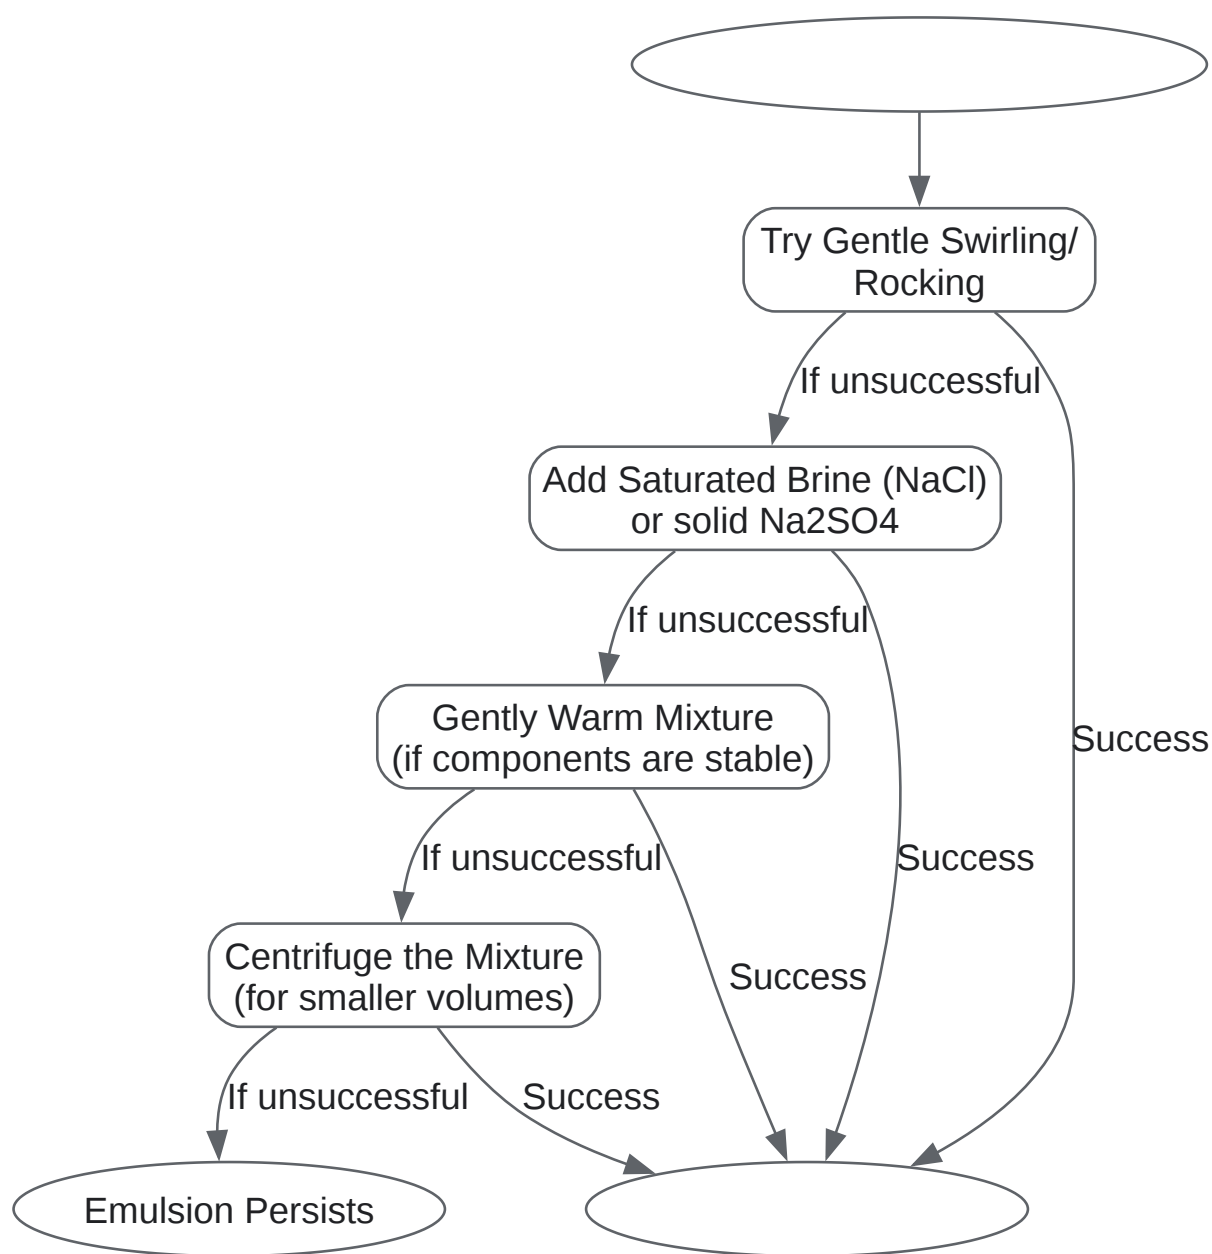 Try Gentle Swirling/
Rocking
If unsuccessful
Add Saturated Brine (NaCl)
or solid Na2SO4
If unsuccessful
Gently Warm Mixture
(if components are stable)
Success
If unsuccessful
Success
Centrifuge the Mixture
(for smaller volumes)
Success
If unsuccessful
Success
Emulsion Persists